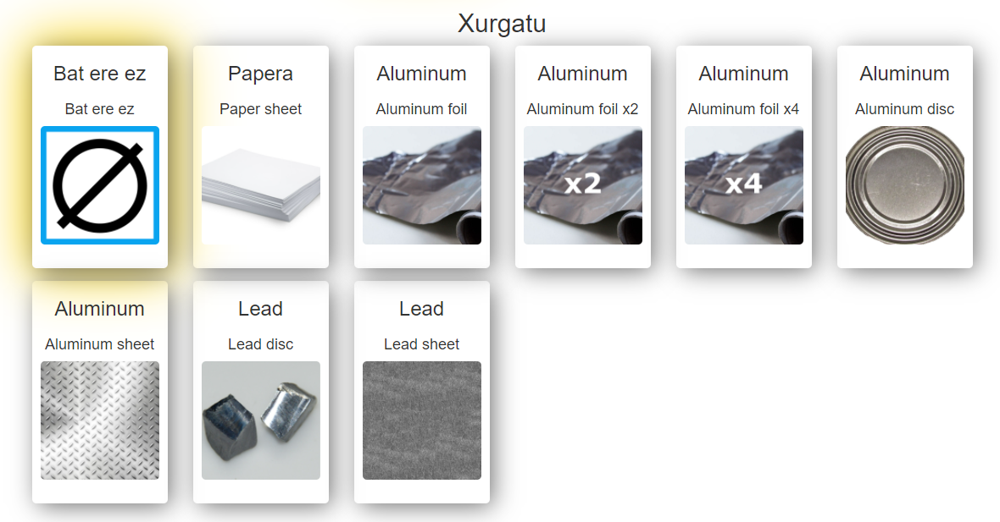 Xurgatu
Bat ere ez
Bat ere ez
Papera
Paper sheet
Aluminum
Aluminum foil
Aluminum
Aluminum foil x2
x2
Aluminum
Aluminum foil x4
x4
Aluminum
Aluminum disc
Aluminum
Aluminum sheet
Lead
Lead disc
Lead
Lead sheet